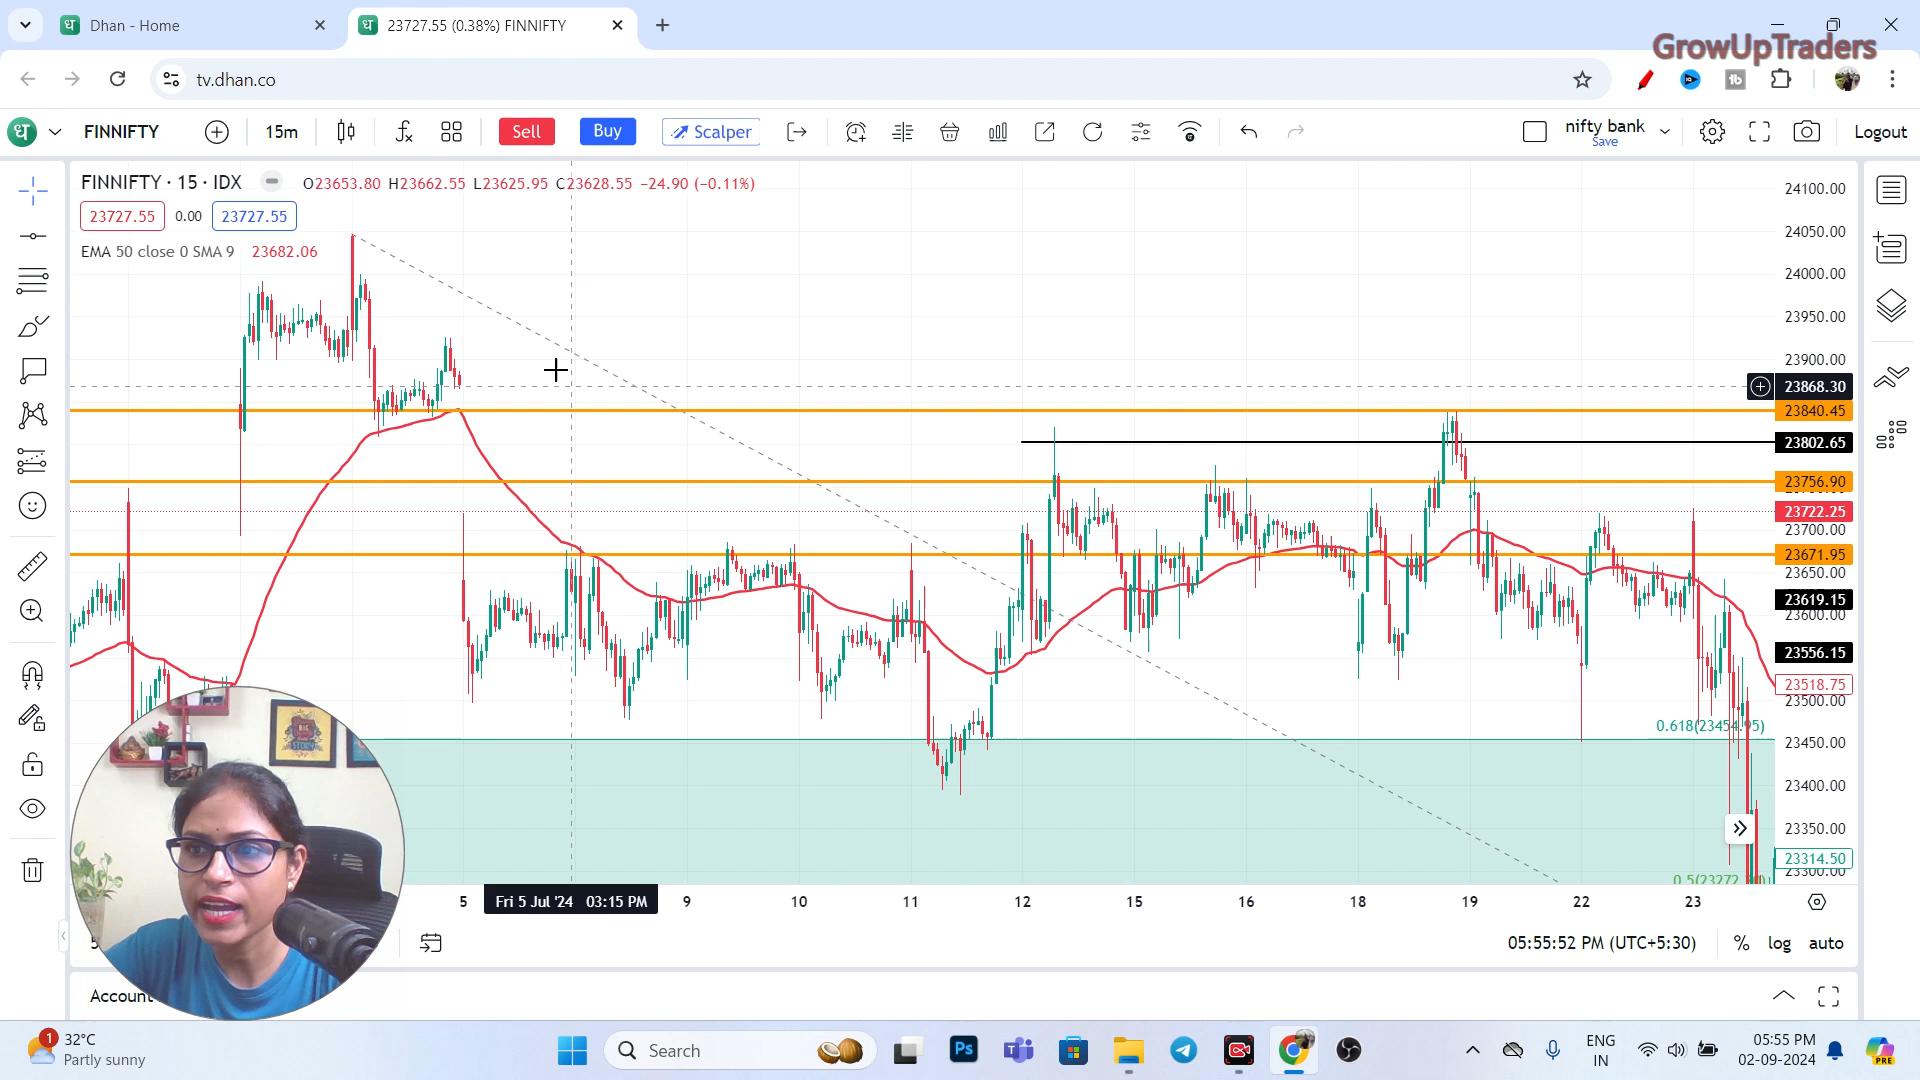 Dhan - Home
23727.55 (0.38%) FINNIFTY
GrowUpTraders
tv.dhan.co
FINNIFTY
15m
Sell
Buy
Scalper
nifty bank
Save
Logout
FINNIFTY · 15 · IDX
O23653.80 H23662.55 L23625.95 C23628.55 −24.90 (−0.11%)
23727.55 0.00 23727.55
EMA 50 close 0 SMA 9 23682.06
24100.00
24050.00
24000.00
23950.00
23900.00
23868.30
23840.45
23802.65
23756.90
23722.25
23700.00
23671.95
23650.00
23619.15
23600.00
23556.15
23518.75
23500.00
0.618(23454.95)
23450.00
23400.00
23350.00
23314.50
23300.00
5
Fri 5 Jul '24 03:15 PM
9
10
11
12
15
16
18
19
22
23
05:55:52 PM (UTC+5:30)
%
log
auto
Account
1
32°C
Partly sunny
Search
Ps
ENG
IN
05:55 PM
02-09-2024
PRE